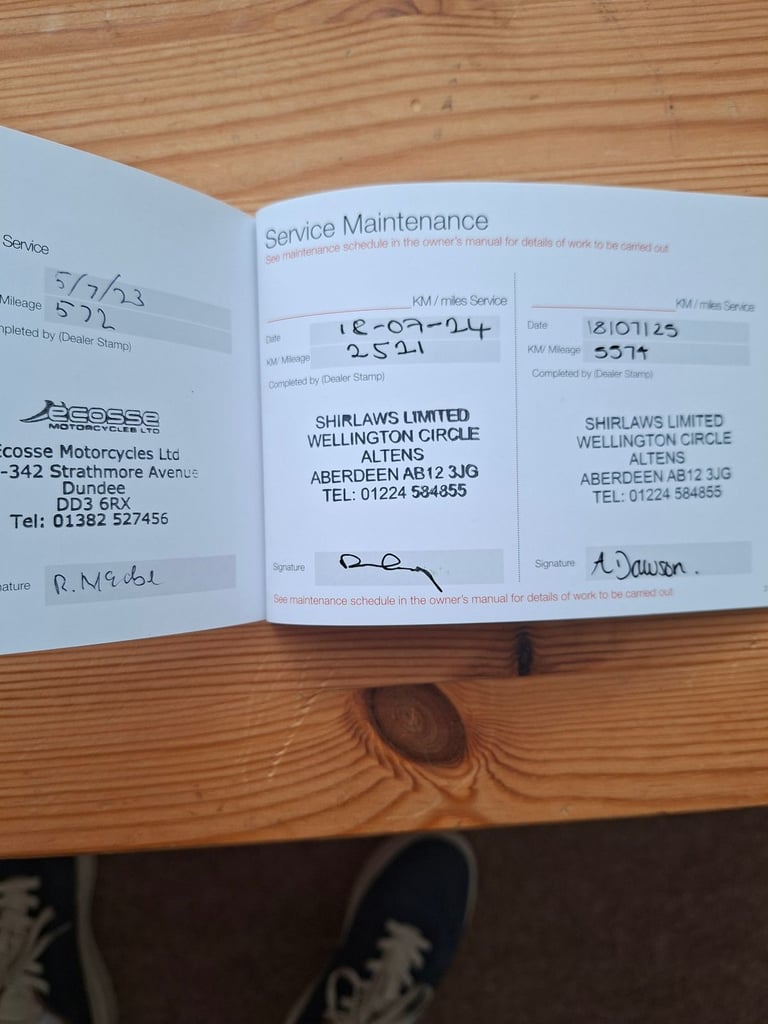 Service
5/7/23
Mileage 572
mpleted by (Dealer Stamp)
ecosse
MOTORCYCLES LTD
Ecosse Motorcycles Ltd
-342 Strathmore Avenue
Dundee
DD3 6RX
Tel: 01382 527456
nature
Service Maintenance
See maintenance schedule in the owner's manual for details of work to be carried out
KM / miles Service
Date 18-07-24
KM/ Mileage 2521
Completed by (Dealer Stamp)
SHIRLAWS LIMITED
WELLINGTON CIRCLE
ALTENS
ABERDEEN AB12 3JG
TEL: 01224 584855
Signature
See maintenance schedule in the owner's manual for details of work to be carried out
KM / miles Service
Date 18/07/25
KM/ Mileage 5574
Completed by (Dealer Stamp)
SHIRLAWS LIMITED
WELLINGTON CIRCLE
ALTENS
ABERDEEN AB12 3JG
TEL: 01224 584855
Signature A Dawson.